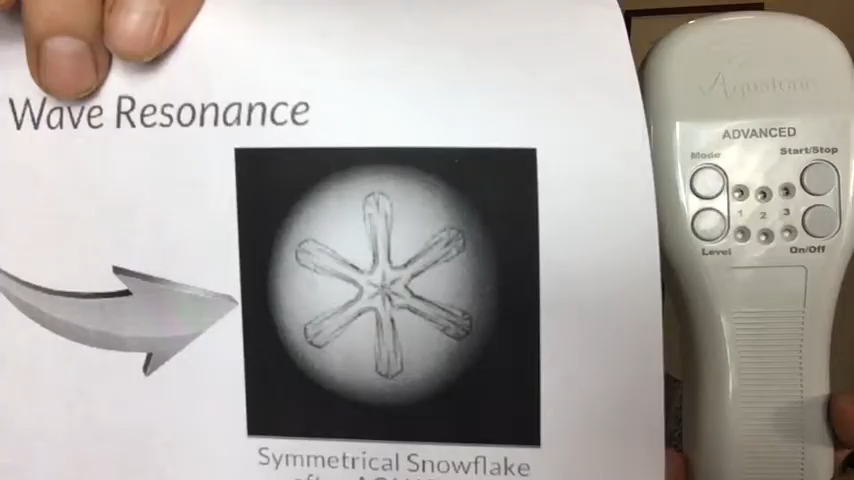 Wave Resonance
Symmetrical Snowflake
ADVANCED
Mode
Start/Stop
1 2 3
Level
On/Off